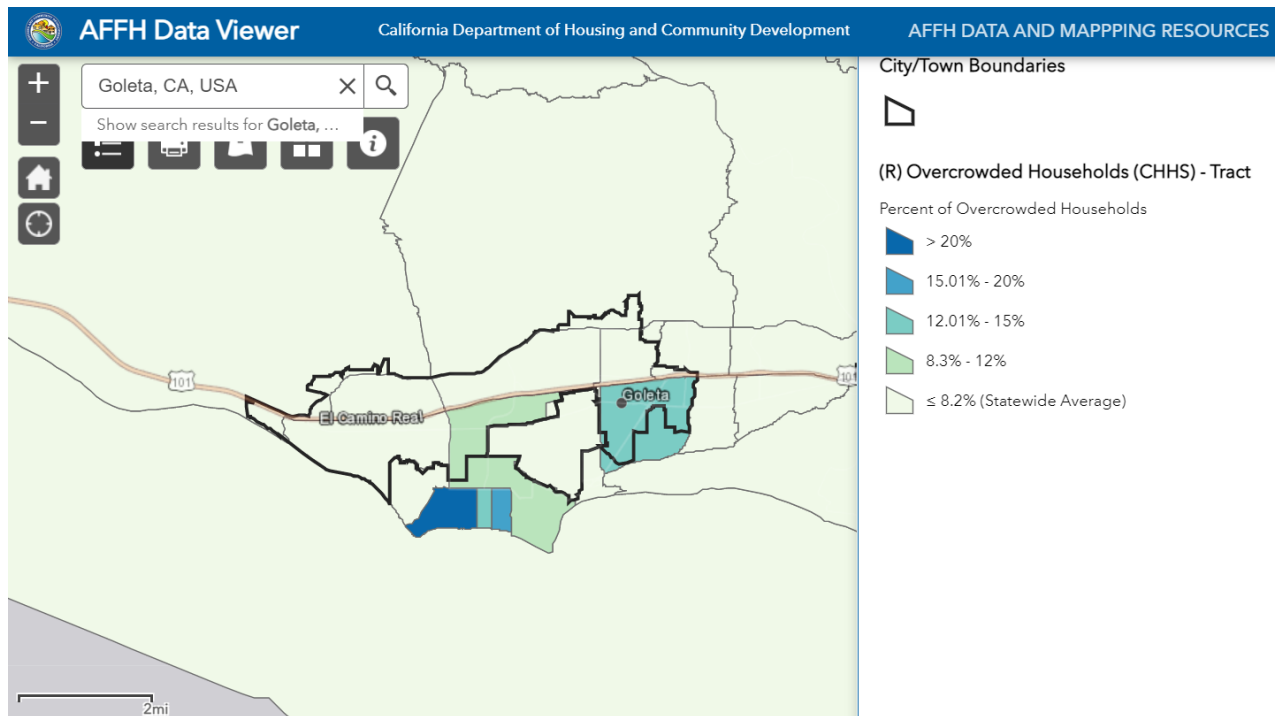 AFFH Data Viewer
California Department of Housing and Community Development
AFFH DATA AND MAPPPING RESOURCES
+
−
Goleta, CA, USA
Show search results for Goleta, ...
City/Town Boundaries
(R) Overcrowded Households (CHHS) - Tract
Percent of Overcrowded Households
> 20%
15.01% - 20%
12.01% - 15%
8.3% - 12%
≤ 8.2% (Statewide Average)
101
101
Goleta
El Camino Real
2mi